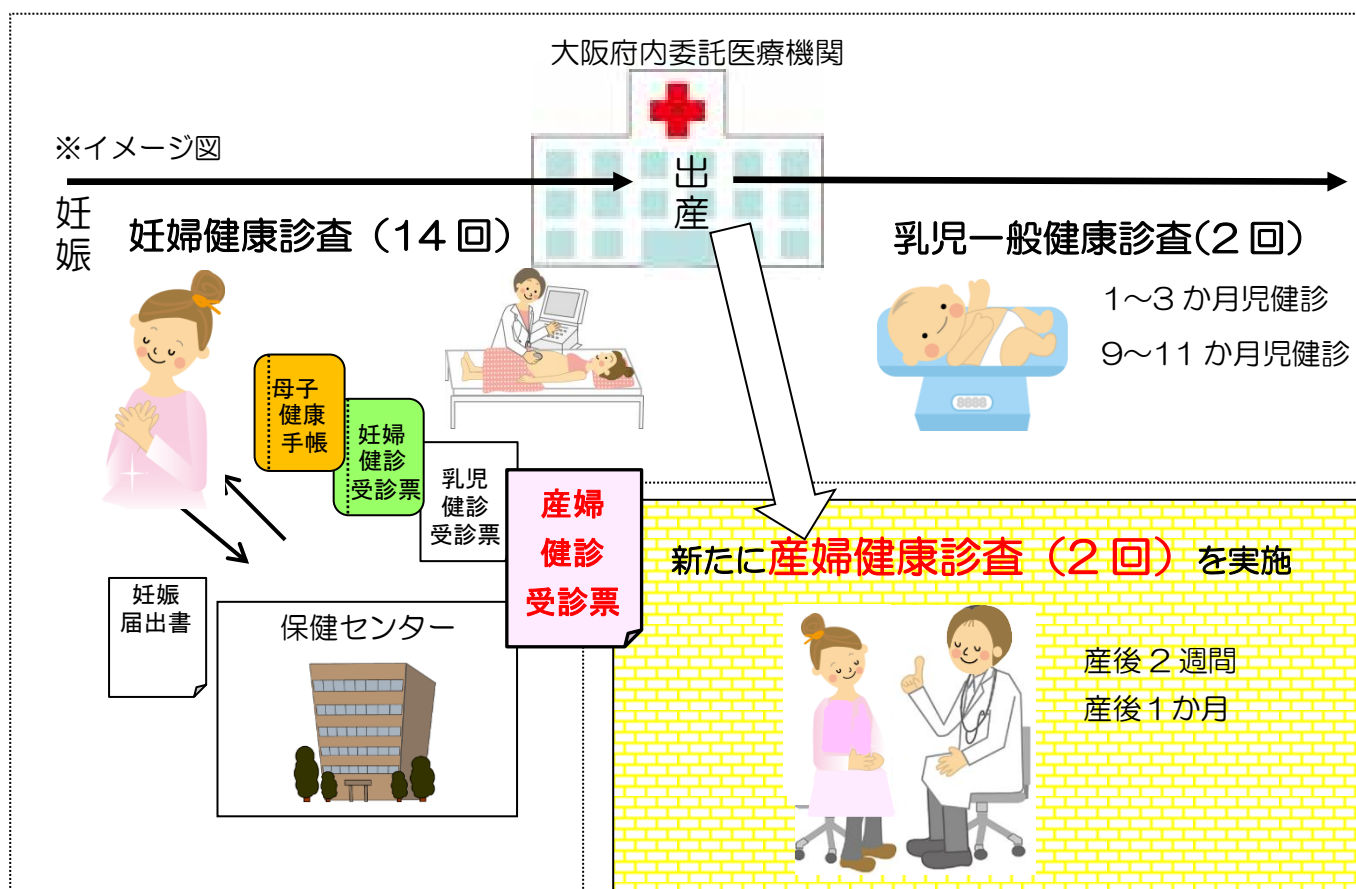 大阪府内委託医療機関
※イメージ図
出産
妊娠
妊婦健康診査（14回）
乳児一般健康診査(2回)
1～3か月児健診
9～11か月児健診
8888
母子
健康
手帳
妊婦
健診
受診票
乳児
健診
受診票
産婦
健診
受診票
新たに産婦健康診査（2回）を実施
妊娠
届出書
保健センター
産後2週間
産後1か月